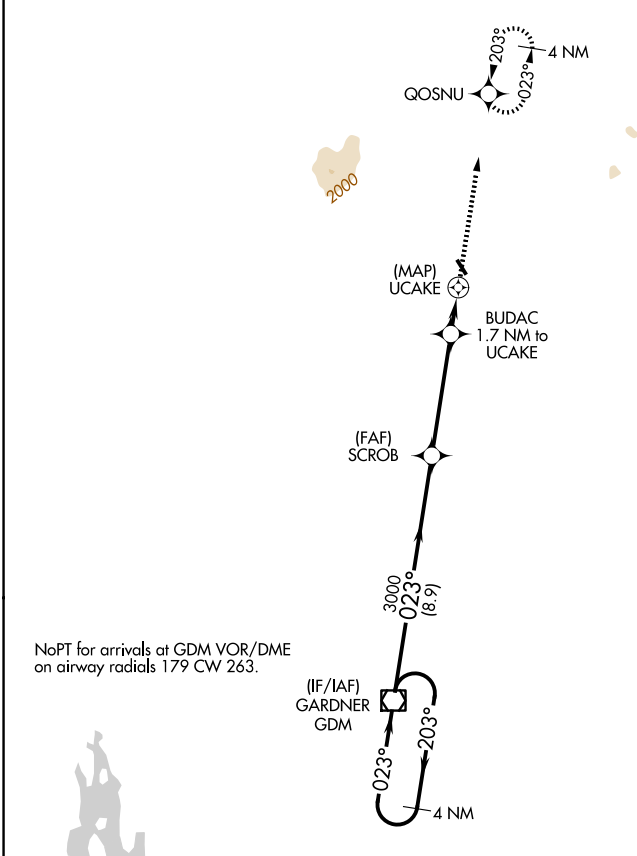 203°
4 NM
023°
QOSNU
2000
(MAP)
UCAKE
BUDAC
1.7 NM to
UCAKE
(FAF)
SCROB
3000
023°
(8.9)
NoPT for arrivals at GDM VOR/DME
on airway radials 179 CW 263.
(IF/IAF)
GARDNER
GDM
023°
203°
4 NM